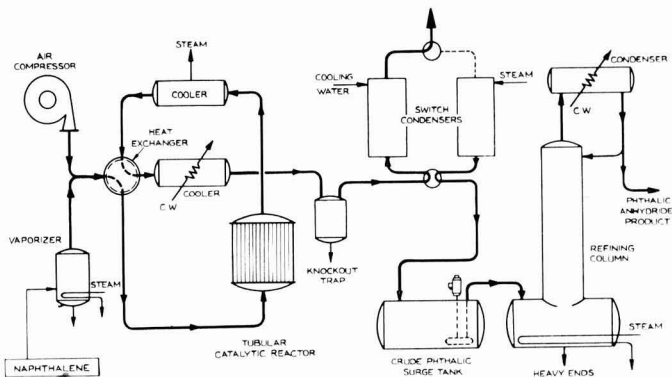 AIR
COMPRESSOR
STEAM
COOLER
HEAT
EXCHANGER
COOLER
C.W
VAPORIZER
STEAM
NAPHTHALENE
TUBULAR
CATALYTIC REACTOR
KNOCKOUT
TRAP
COOLING
WATER
STEAM
SWITCH
CONDENSERS
CRUDE PHTHALIC
SURGE TANK
CONDENSER
C.W
PHTHALIC
ANHYDRIDE
PRODUCT
REFINING
COLUMN
STEAM
HEAVY ENDS